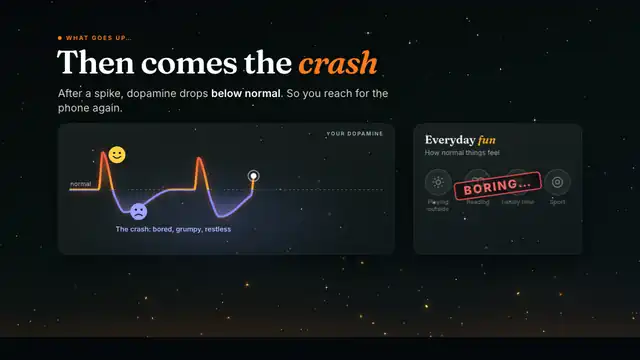 WHAT GOES UP...
Then comes the crash
After a spike, dopamine drops below normal. So you reach for the
phone again.
YOUR DOPAMINE
normal
The crash: bored, grumpy, restless
Everyday fun
How normal things feel
BORING...
Playing
outside
Reading
Family time
Sport